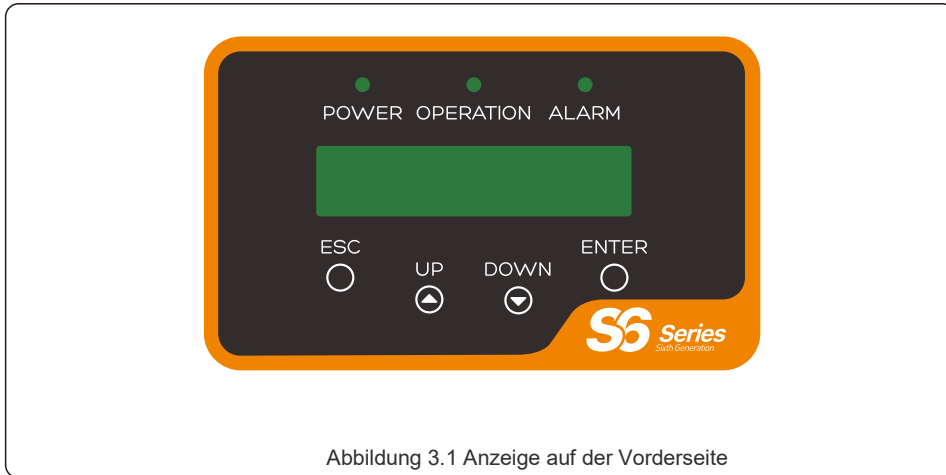 POWER OPERATION ALARM
ESC
ENTER
UP
DOWN
S6 Series
Sixth Generation
Abbildung 3.1 Anzeige auf der Vorderseite